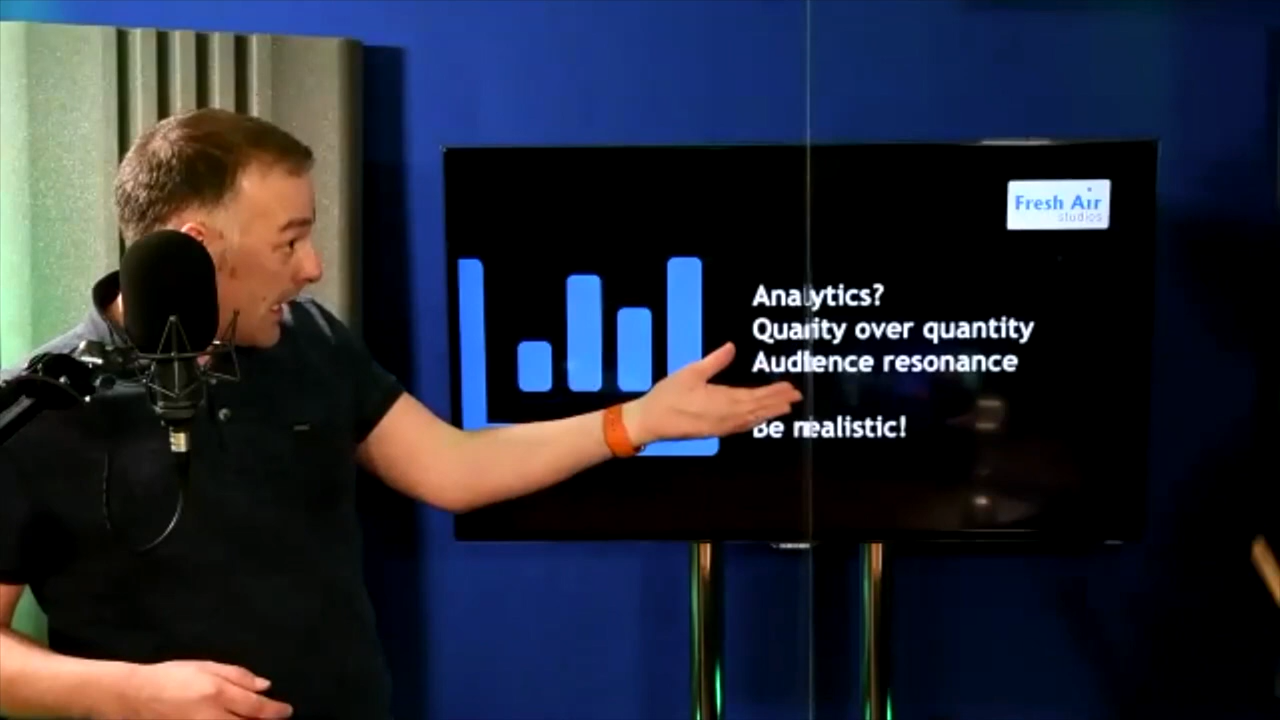 Fresh Air
studios
Analytics?
Quality over quantity
Audience resonance
Be realistic!